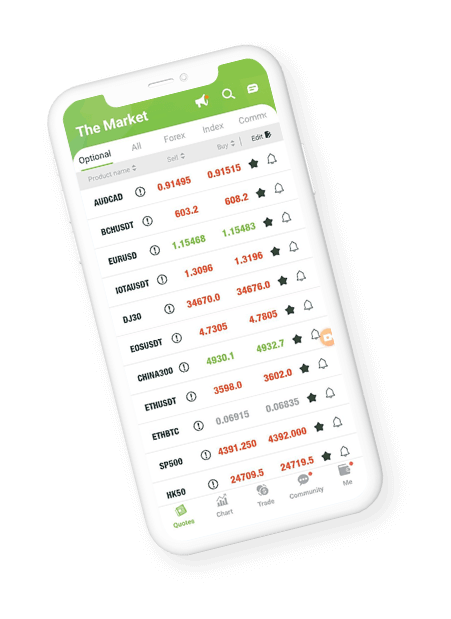 The Market
Optional All Forex Index Commo
Product name Sell Buy Edit
AUDCAD 0.91495 0.91515
BCHUSDT 603.2 608.2
EURUSD 1.15468 1.15483
IOTAUSDT 1.3096 1.3196
DJ30 34670.0 34676.0
EOSUSDT 4.7305 4.7805
CHINA300 4930.1 4932.7
ETHUSDT 3598.0 3602.0
ETHBTC 0.06915 0.06835
SP500 4391.250 4392.000
HK50 24709.5 24719.5
Quotes Chart Trade Community Me